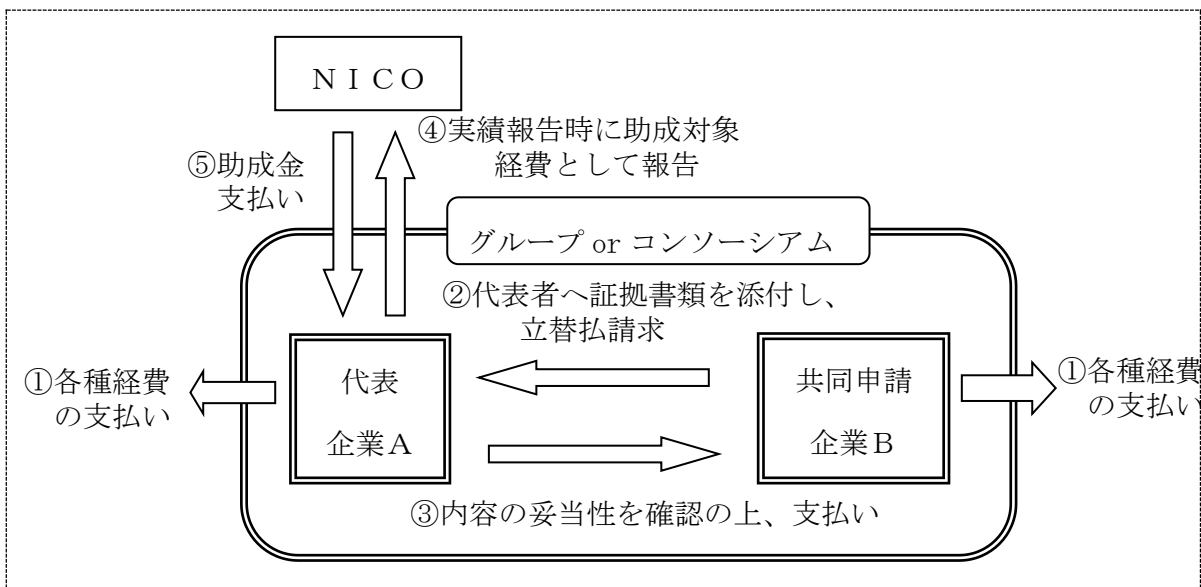 ＮＩＣＯ
④実績報告時に助成対象
経費として報告
⑤助成金
支払い
グループ or コンソーシアム
②代表者へ証拠書類を添付し、
立替払請求
①各種経費
の支払い
代表
企業Ａ
共同申請
企業Ｂ
①各種経費
の支払い
③内容の妥当性を確認の上、支払い